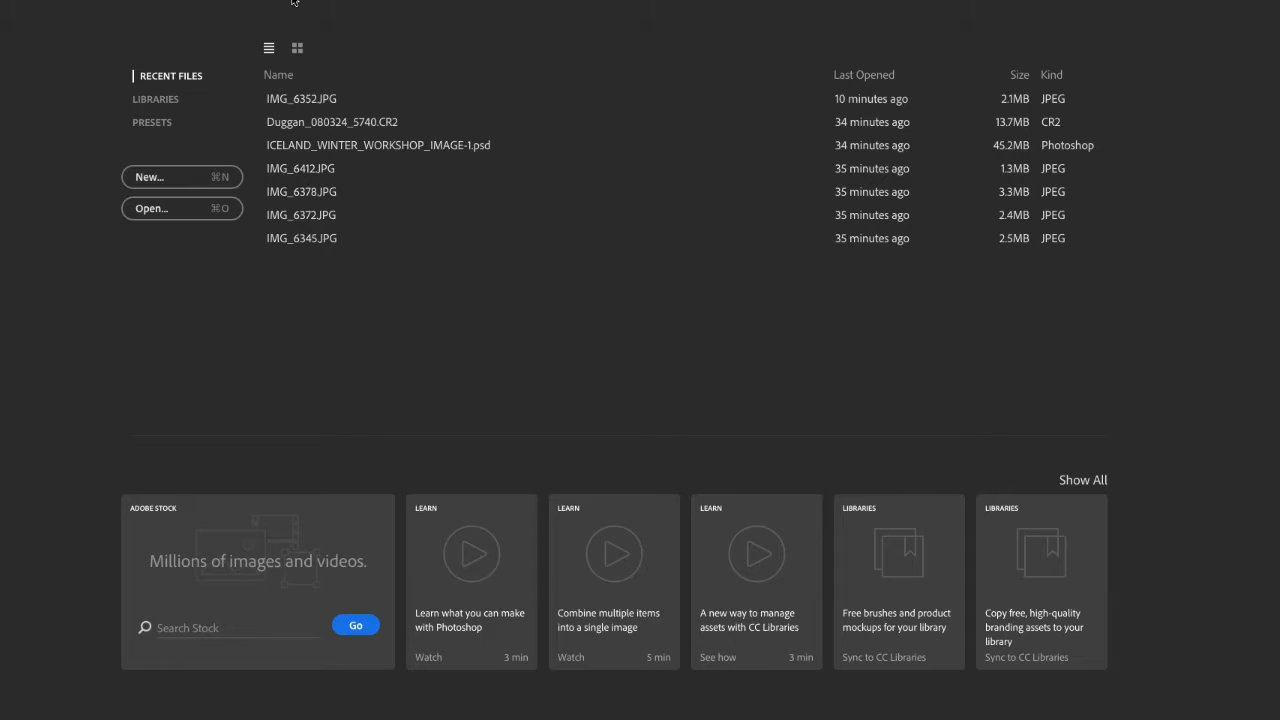 RECENT FILES
LIBRARIES
PRESETS
New... ⌘N
Open... ⌘O
Name Last Opened Size Kind
IMG_6352.JPG 10 minutes ago 2.1MB JPEG
Duggan_080324_5740.CR2 34 minutes ago 13.7MB CR2
ICELAND_WINTER_WORKSHOP_IMAGE-1.psd 34 minutes ago 45.2MB Photoshop
IMG_6412.JPG 35 minutes ago 1.3MB JPEG
IMG_6378.JPG 35 minutes ago 3.3MB JPEG
IMG_6372.JPG 35 minutes ago 2.4MB JPEG
IMG_6345.JPG 35 minutes ago 2.5MB JPEG
Show All
ADOBE STOCK
Millions of images and videos.
Search Stock
Go
LEARN
Learn what you can make
with Photoshop
Watch 3 min
LEARN
Combine multiple items
into a single image
Watch 5 min
LEARN
A new way to manage
assets with CC Libraries
See how 3 min
LIBRARIES
Free brushes and product
mockups for your library
Sync to CC Libraries
LIBRARIES
Copy free, high-quality
branding assets to your
library
Sync to CC Libraries